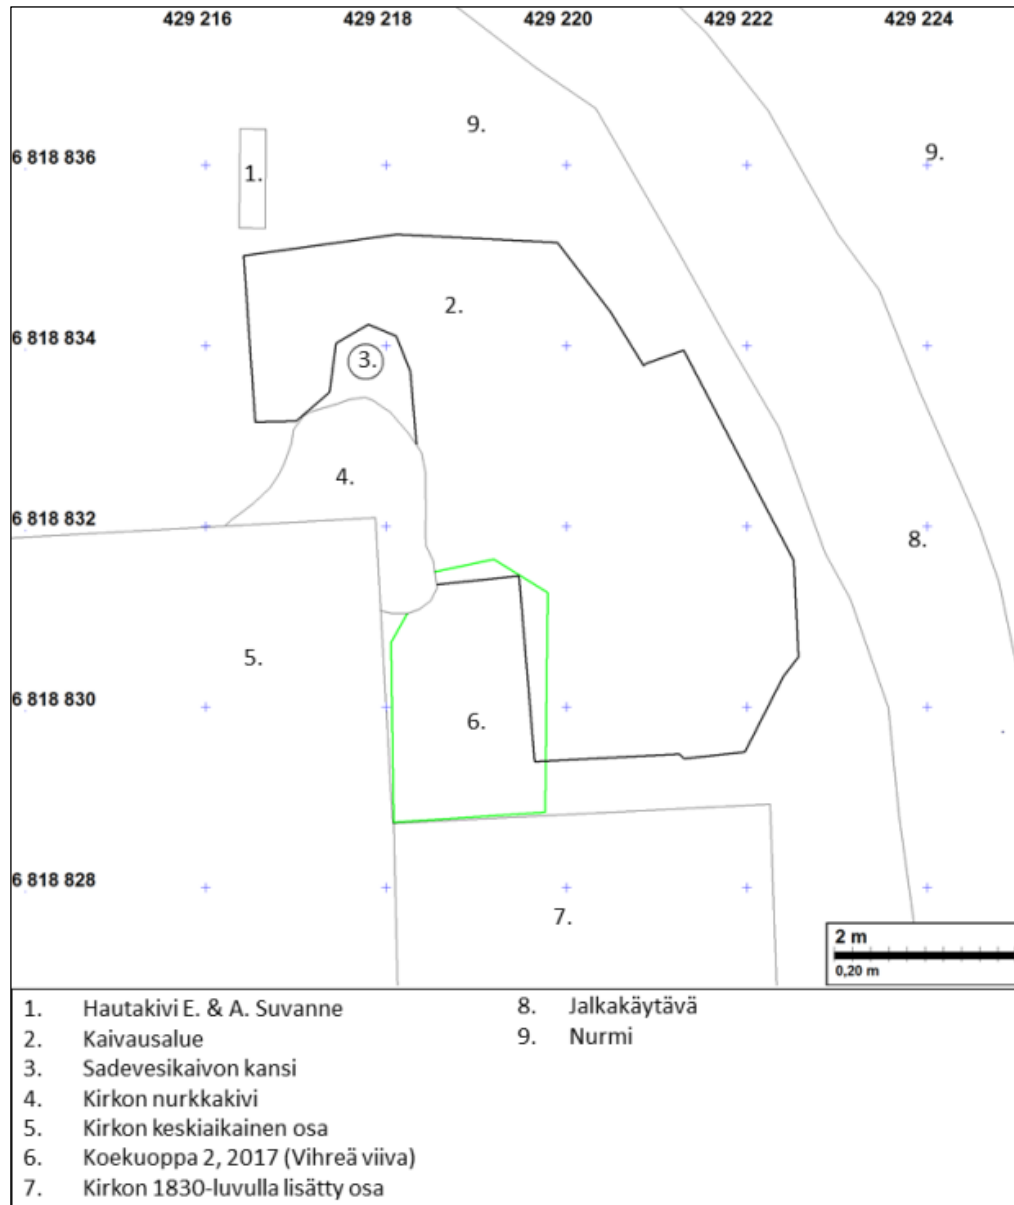 429 216 429 218 429 220 429 222 429 224
9.
9.
6 818 836
1.
2.
6 818 834
3.
4.
6 818 832
8.
5.
6 818 830
6.
6 818 828
7.
2 m
0,20 m
1. Hautakivi E. & A. Suvanne
2. Kaivausalue
3. Sadevesikaivon kansi
4. Kirkon nurkkakivi
5. Kirkon keskiaikainen osa
6. Koekuoppa 2, 2017 (Vihreä viiva)
7. Kirkon 1830-luvulla lisätty osa
8. Jalkakäytävä
9. Nurmi